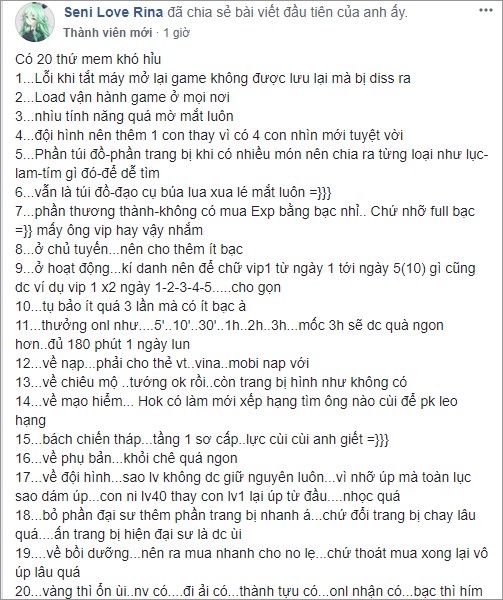 Seni Love Rina đã chia sẻ bài viết đầu tiên của anh ấy.
Thành viên mới · 1 giờ
Có 20 thứ mem khó hỉu
1...Lỗi khi tắt máy mở lại game không được lưu lại mà bị diss ra
2...Load vận hành game ở mọi nơi
3...nhìu tính năng quá mờ mắt luôn
4...đội hình nên thêm 1 con thay vì có 4 con nhìn mới tuyệt vời
5...Phần túi đồ-phần trang bị khi có nhiều món nên chia ra từng loại như lục-
lam-tím gì đó-để dễ tìm
6...vẫn là túi đồ-đạo cụ búa lua xua lé mắt luôn =}}}
7...phần thương thành-không có mua Exp bằng bạc nhỉ.. Chứ nhỡ full bạc
=}} mấy ông vip hay vậy nhắm
8...ở chủ tuyến...nên cho thêm ít bạc
9...ở hoạt động...kí danh nên để chữ vip1 từ ngày 1 tới ngày 5(10) gì cũng
dc ví dụ vip 1 x2 ngày 1-2-3-4-5.....cho gọn
10...tụ bảo ít quá 3 lần mà có ít bạc à
11...thưởng onl như....5'..10'..30'..1h..2h..3h...mốc 3h sẽ dc quà ngon
hơn..đủ 180 phút 1 ngày lun
12...về nạp...phải cho thẻ vt..vina..mobi nap với
13...về chiêu mộ ..tướng ok rồi..còn trang bị hình như không có
14...về mạo hiểm... Hok có làm mới xếp hạng tìm ông nào cùi để pk leo
hạng
15...bách chiến tháp...tầng 1 sơ cấp..lực cùi cùi anh giết =}}}
16...về phụ bản...khỏi chê quá ngon
17...về đội hình...sao lv không dc giữ nguyên luôn...vì nhỡ úp mà toàn lục
sao dám úp...con ni lv40 thay con lv1 lại úp từ đầu....nhọc quá
18...bỏ phần đại sư thêm phần trang bị nhanh á...chứ đổi trang bị chay lâu
quá....ấn trang bị hiện đại sư là dc ùi
19....về bồi dưỡng...nên ra mua nhanh cho no lẹ...chứ thoát mua xong lại vô
úp lâu quá
20...vàng thì ổn ùi..nv có....đi ải có...thành tựu có...onl nhận có...bạc thì hím